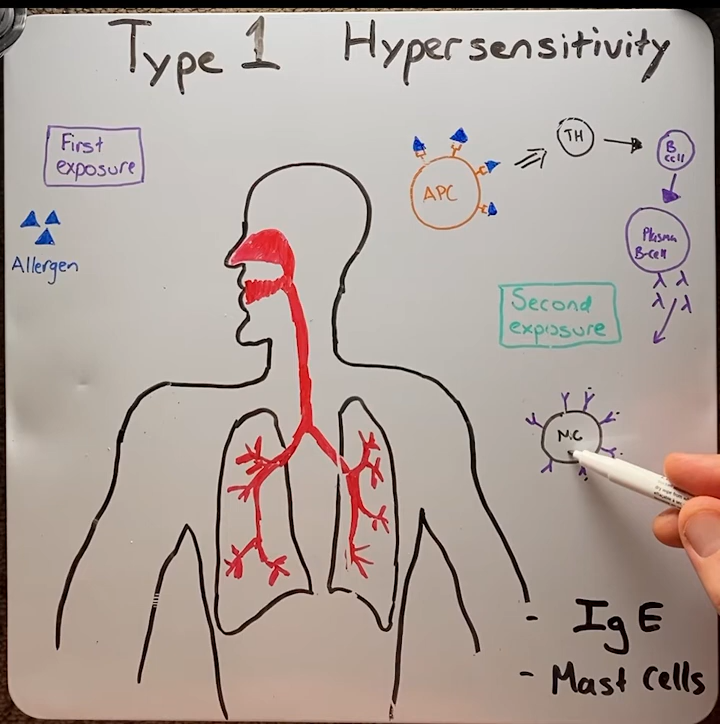 Type 1 Hypersensitivity
First
exposure
Allergen
APC
TH
B
cell
Plasma
B-cell
Second
exposure
M.C
- IgE
- Mast cells